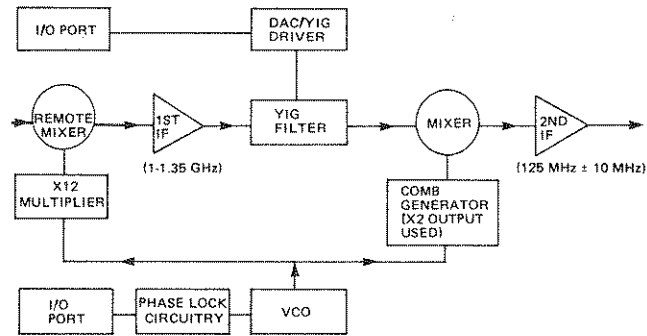 I/O PORT
DAC/YIG
DRIVER
REMOTE
MIXER
1ST
IF
YIG
FILTER
MIXER
2ND
IF
(1-1.35 GHz)
(125 MHz ± 10 MHz)
X12
MULTIPLIER
COMB
GENERATOR
(X2 OUTPUT
USED)
I/O
PORT
PHASE LOCK
CIRCUITRY
VCO